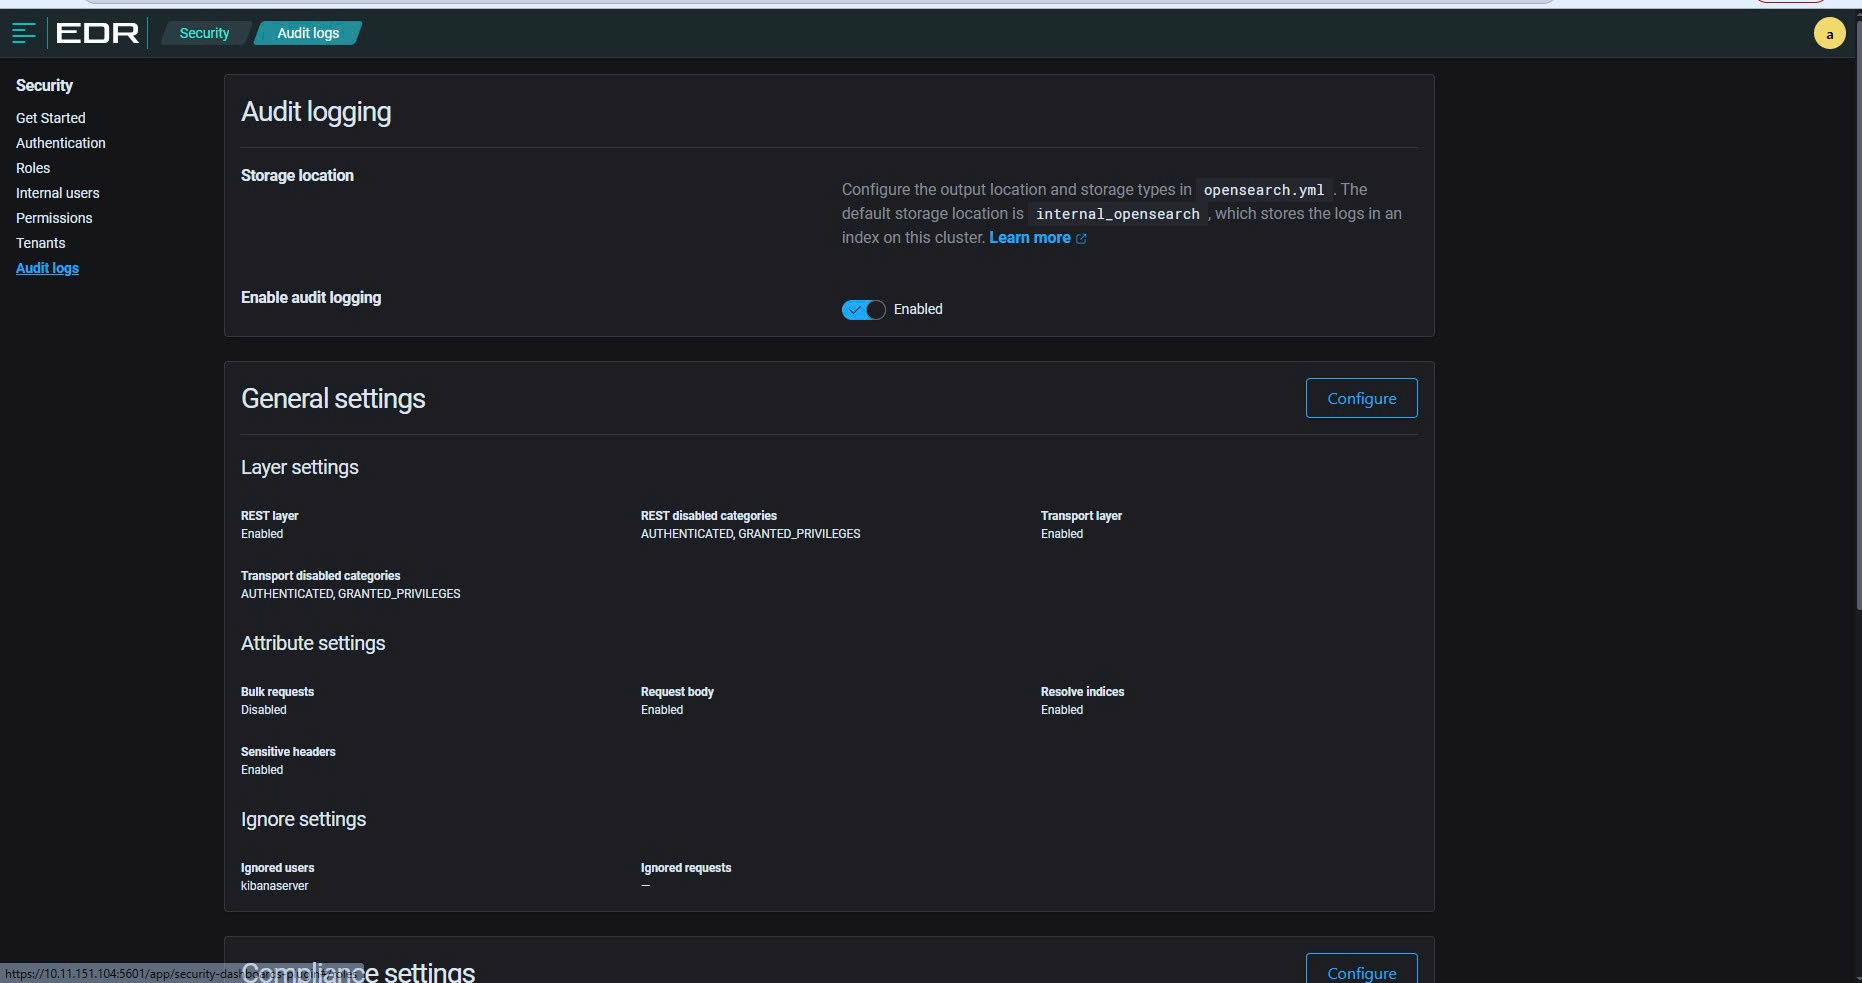 EDR
Security
Audit logs
a
Security
Get Started
Authentication
Roles
Internal users
Permissions
Tenants
Audit logs
Audit logging
Storage location
Configure the output location and storage types in opensearch.yml . The
default storage location is internal_opensearch , which stores the logs in an
index on this cluster. Learn more
Enable audit logging
Enabled
General settings
Configure
Layer settings
REST layer
Enabled
REST disabled categories
AUTHENTICATED, GRANTED_PRIVILEGES
Transport layer
Enabled
Transport disabled categories
AUTHENTICATED, GRANTED_PRIVILEGES
Attribute settings
Bulk requests
Disabled
Request body
Enabled
Resolve indices
Enabled
Sensitive headers
Enabled
Ignore settings
Ignored users
kibanaserver
Ignored requests
—
Compliance settings
Configure
https://10.11.151.104:5601/app/security-dashboards-plugin#/roles